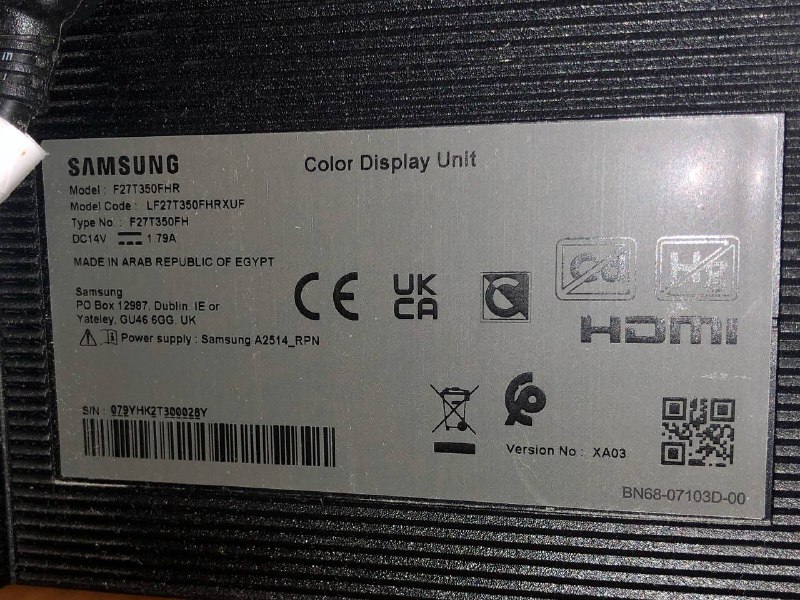 SAMSUNG
Color Display Unit
Model : F27T350FHR
Model Code : LF27T350FHRXUF
Type No. : F27T350FH
DC14V 1.79A
MADE IN ARAB REPUBLIC OF EGYPT
Samsung
PO Box 12987, Dublin. IE or
Yateley, GU46 6GG. UK
Power supply : Samsung A2514_RPN
CE
UK
CA
Cd
Hg
HDMI
S/N : 079YHK2T300028Y
Version No : XA03
BN68-07103D-00